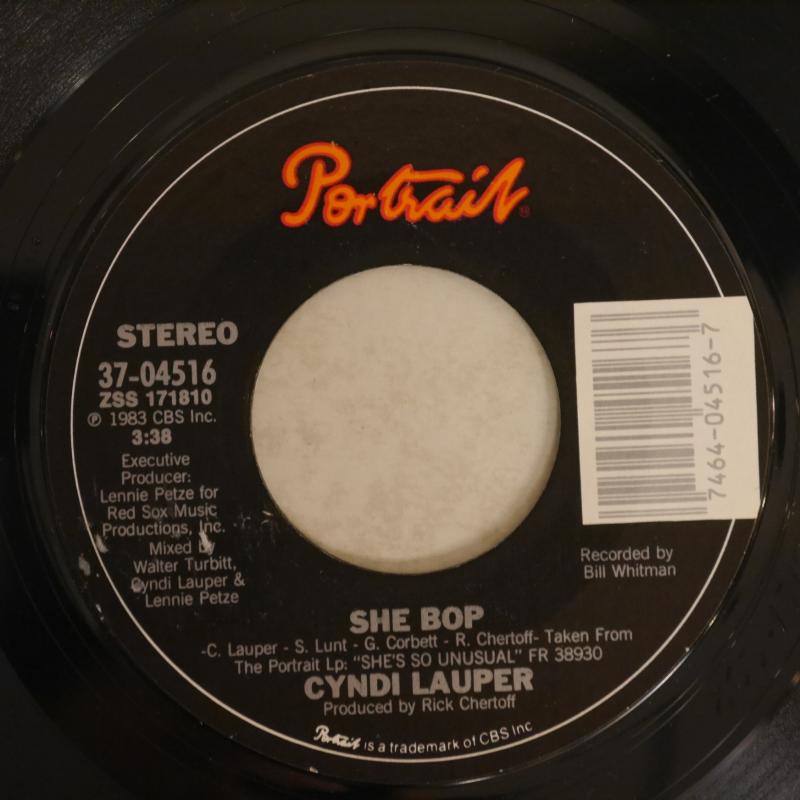 Portrait®
STEREO
37-04516
ZSS 171810
℗ 1983 CBS Inc.
3:38
Executive
Producer:
Lennie Petze for
Red Sox Music
Productions, Inc.
Mixed By
Walter Turbitt,
Cyndi Lauper &
Lennie Petze
7464-04516-7
Recorded by
Bill Whitman
SHE BOP
-C. Lauper - S. Lunt - G. Corbett - R. Chertoff- Taken From
The Portrait Lp: "SHE'S SO UNUSUAL" FR 38930
CYNDI LAUPER
Produced by Rick Chertoff
Portrait is a trademark of CBS Inc